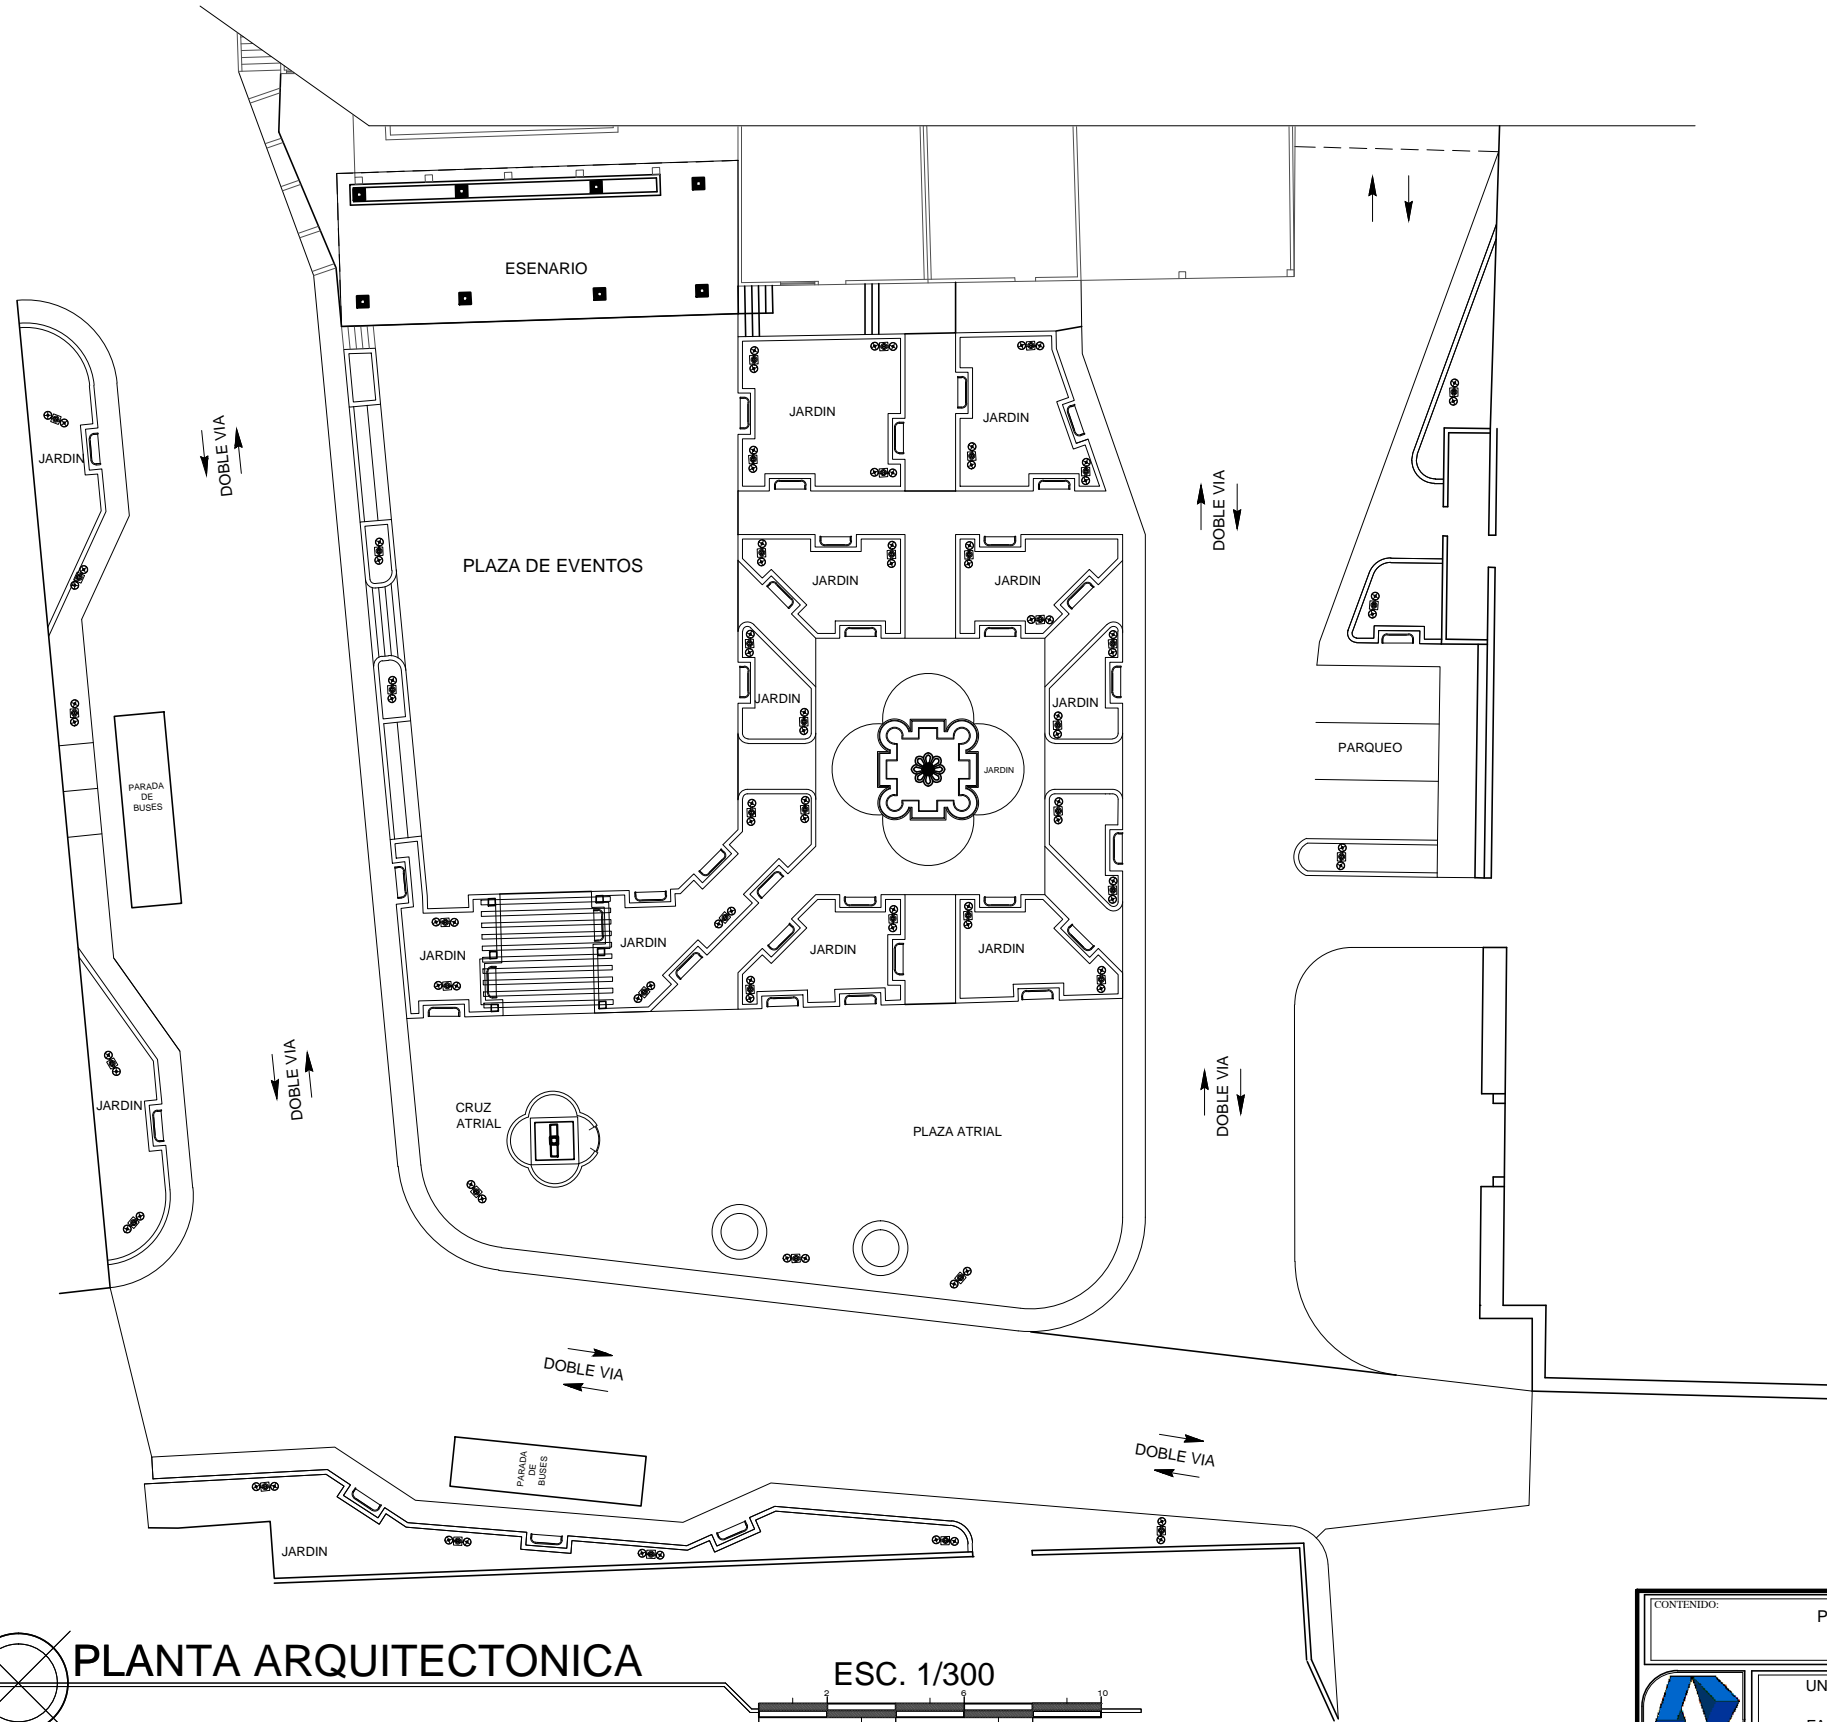 ESENARIO
JARDIN
JARDIN
JARDIN
DOBLE VIA
DOBLE VIA
PLAZA DE EVENTOS
JARDIN
JARDIN
JARDIN
JARDIN
PARQUEO
JARDIN
PARADA
DE
BUSES
JARDIN
JARDIN
JARDIN
JARDIN
DOBLE VIA
DOBLE VIA
JARDIN
CRUZ
ATRIAL
PLAZA ATRIAL
DOBLE VIA
DOBLE VIA
PARADA
DE
BUSES
JARDIN
CONTENIDO:
P
PLANTA ARQUITECTONICA
ESC. 1/300
2
6
10
UN